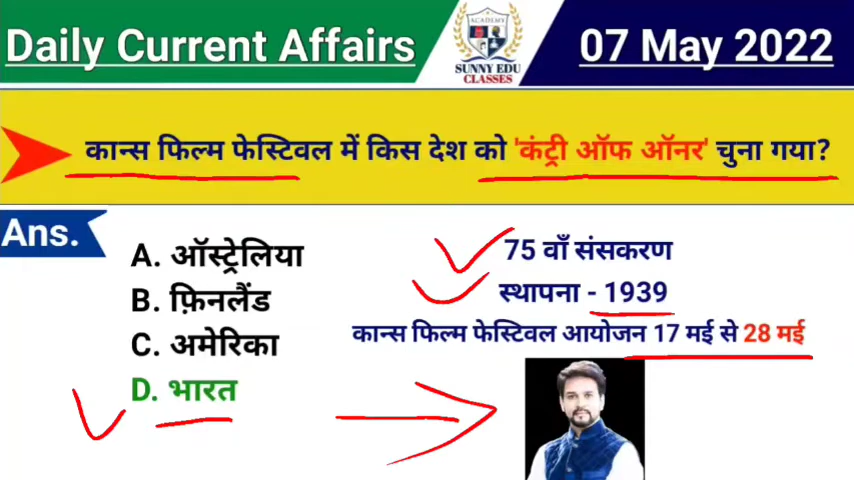 Daily Current Affairs
ACADEMY
SUNNY EDU
CLASSES
07 May 2022
कान्स फिल्म फेस्टिवल में किस देश को 'कंट्री ऑफ ऑनर' चुना गया?
Ans.
A. ऑस्ट्रेलिया
B. फ़िनलैंड
C. अमेरिका
D. भारत
75 वाँ संसकरण
स्थापना - 1939
कान्स फिल्म फेस्टिवल आयोजन 17 मई से 28 मई